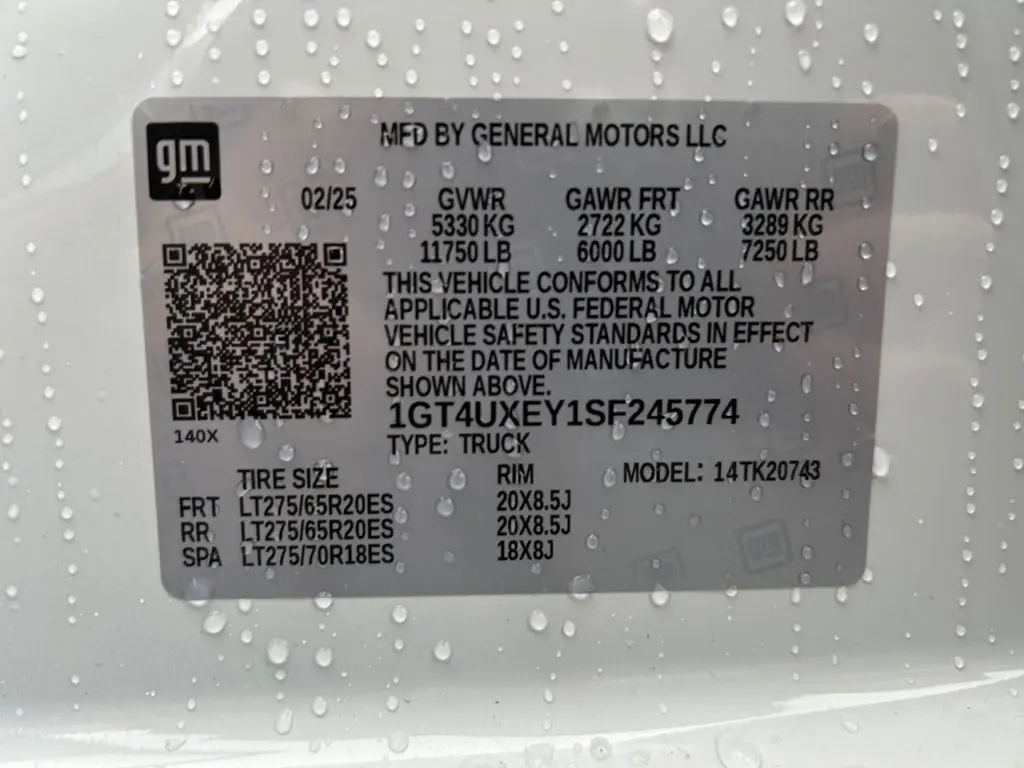 gm
MFD BY GENERAL MOTORS LLC
02/25 GVWR GAWR FRT GAWR RR
5330 KG 2722 KG 3289 KG
11750 LB 6000 LB 7250 LB
THIS VEHICLE CONFORMS TO ALL
APPLICABLE U.S. FEDERAL MOTOR
VEHICLE SAFETY STANDARDS IN EFFECT
ON THE DATE OF MANUFACTURE
SHOWN ABOVE.
1GT4UXEY1SF245774
140X
TYPE: TRUCK
TIRE SIZE RIM MODEL: 14TK20743
FRT LT275/65R20ES 20X8.5J
RR LT275/65R20ES 20X8.5J
SPA LT275/70R18ES 18X8J